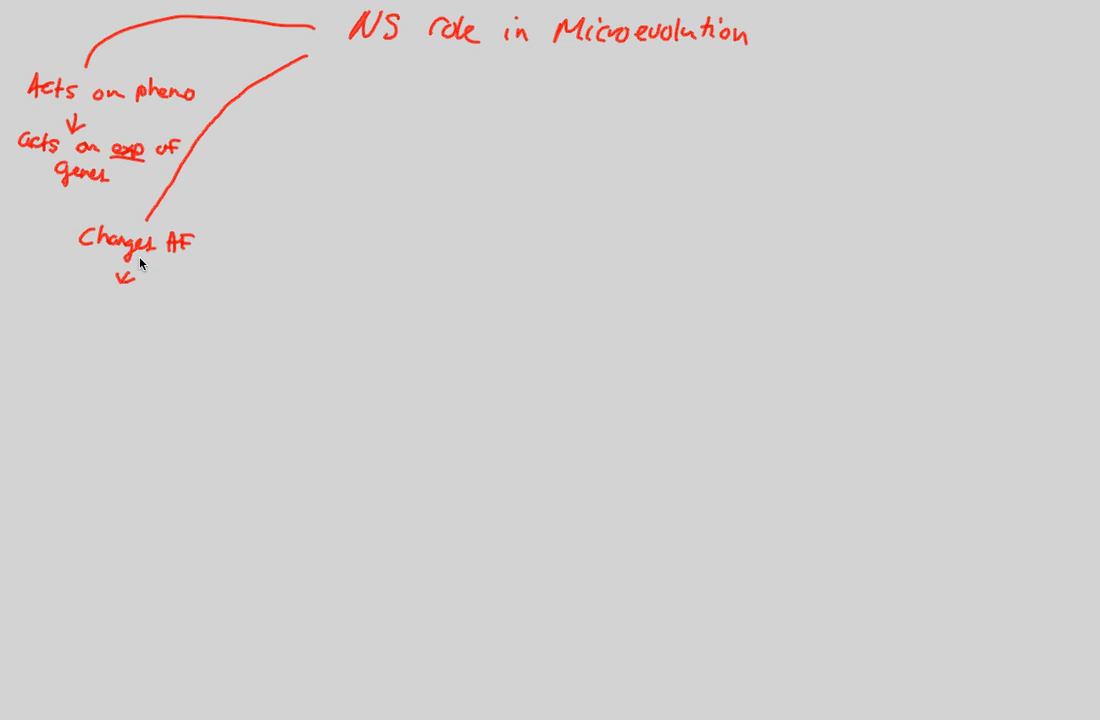 NS role in Microevolution
Acts on pheno
acts on exp of
genes
Changes AF